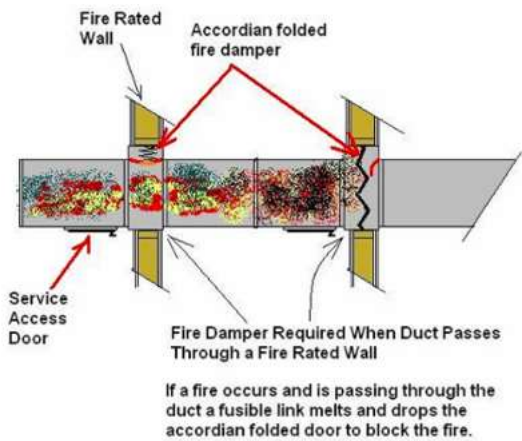 Fire Rated
Wall
Accordian folded
fire damper
Service
Access
Door
Fire Damper Required When Duct Passes
Through a Fire Rated Wall
If a fire occurs and is passing through the
duct a fusible link melts and drops the
accordian folded door to block the fire.